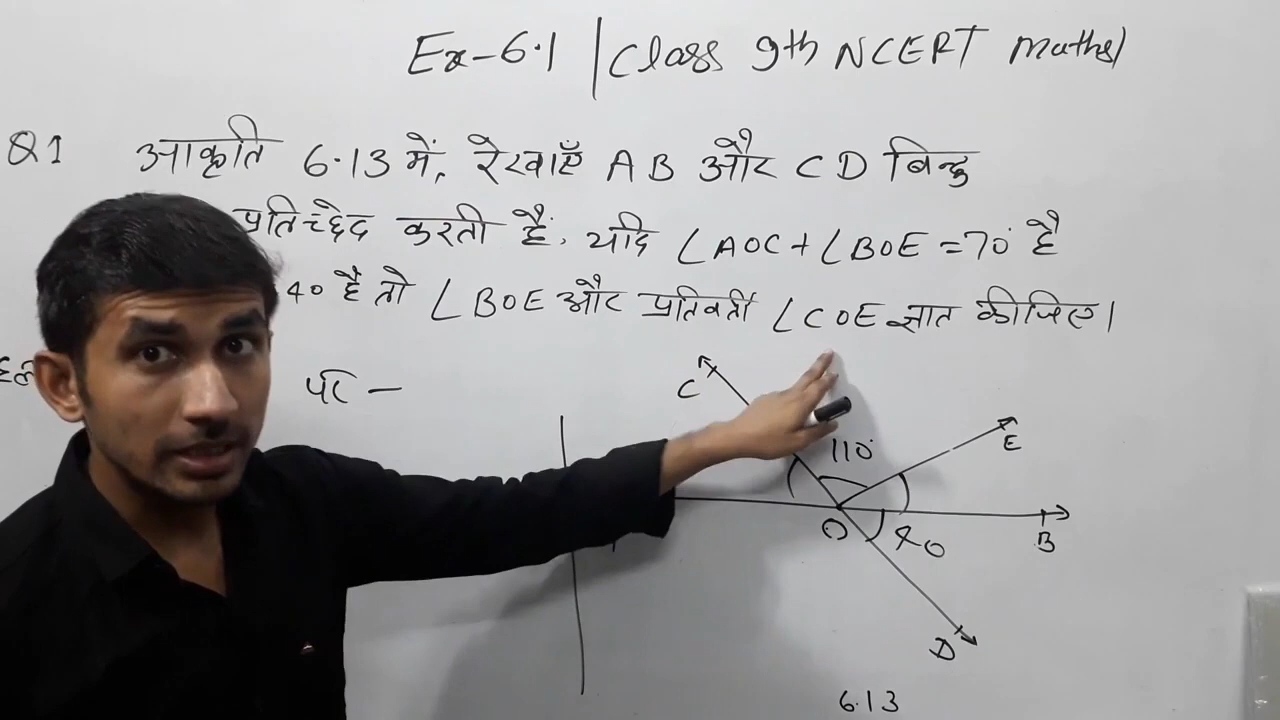 Ex-6.1 | Class 9th NCERT Maths |
Q1 आकृति 6.13 में, रेखाएँ AB और CD बिन्दु
प्रतिच्छेद करती हैं. यदि ∠AOC+∠BOE=70° है
40 है तो ∠BOE और प्रतिवर्ती ∠COE ज्ञात कीजिए।
पर –
C
110°
E
O
40
B
D
6.13